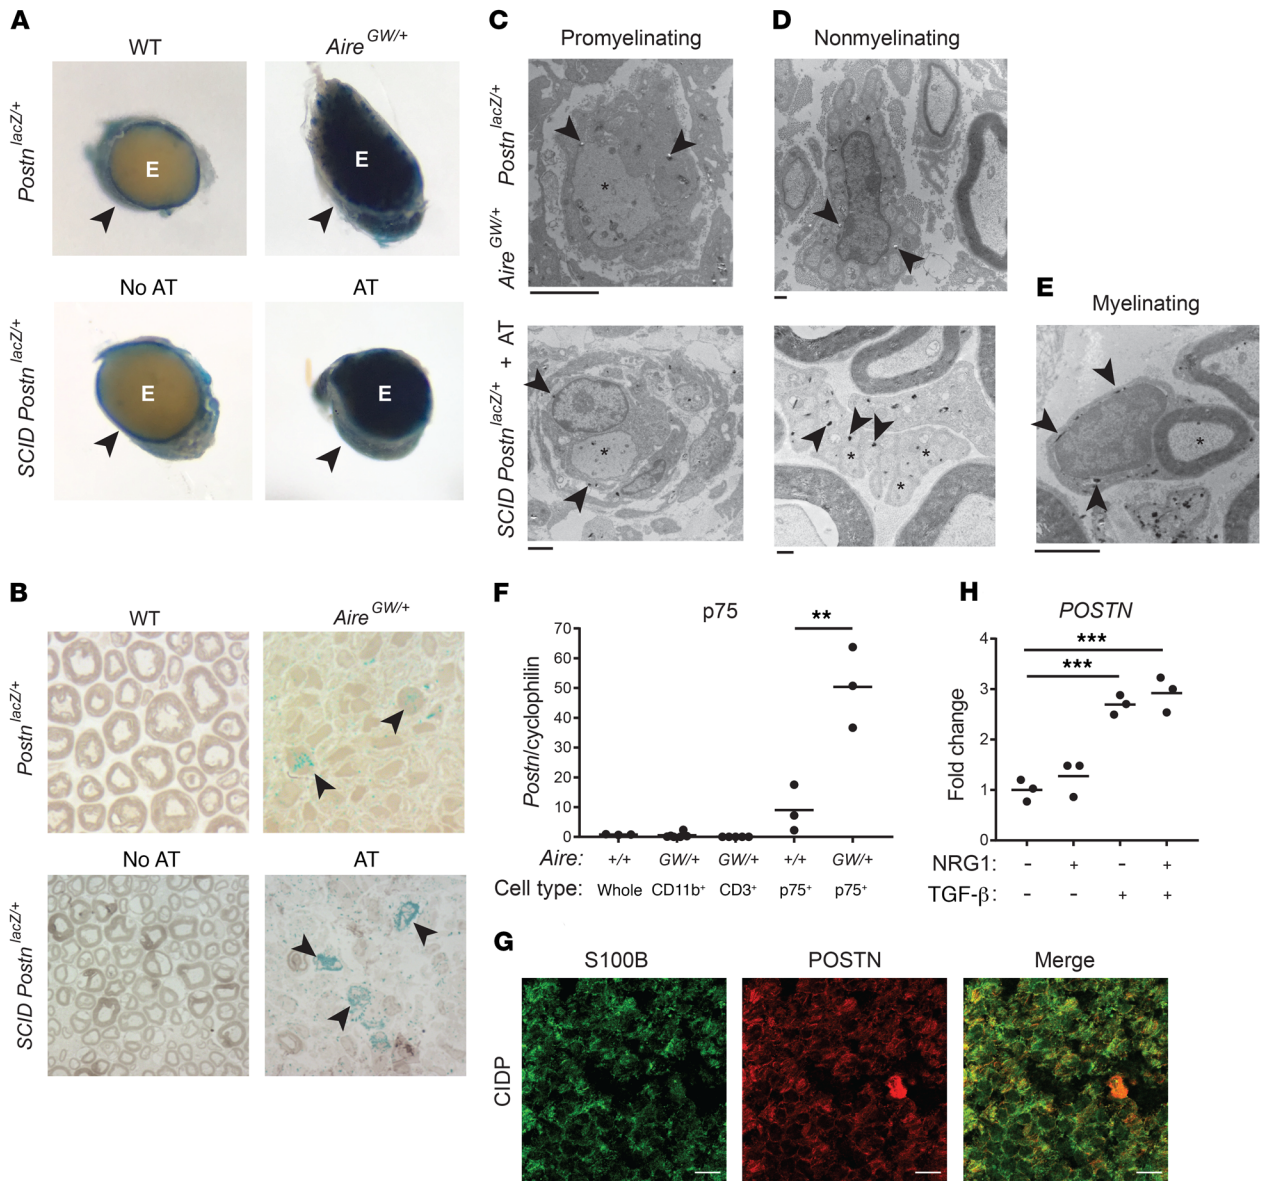 A
WT
Aire GW/+
Postn lacZ/+
E
E
No AT
AT
SCID Postn lacZ/+
E
E
B
WT
Aire GW/+
Postn lacZ/+
No AT
AT
SCID Postn lacZ/+
C
Promyelinating
Aire GW/+ Postn lacZ/+
*
SCID Postn lacZ/+ + AT
*
D
Nonmyelinating
*
*
*
E
Myelinating
*
F
p75
**
Postn/cyclophilin
70
60
50
40
30
20
10
0
Aire: +/+ GW/+ GW/+ +/+ GW/+
Cell type: Whole CD11b+ CD3+ p75+ p75+
H
POSTN
***
***
Fold change
4
3
2
1
0
NRG1: - + - +
TGF-β: - - + +
G
S100B
POSTN
Merge
CIDP